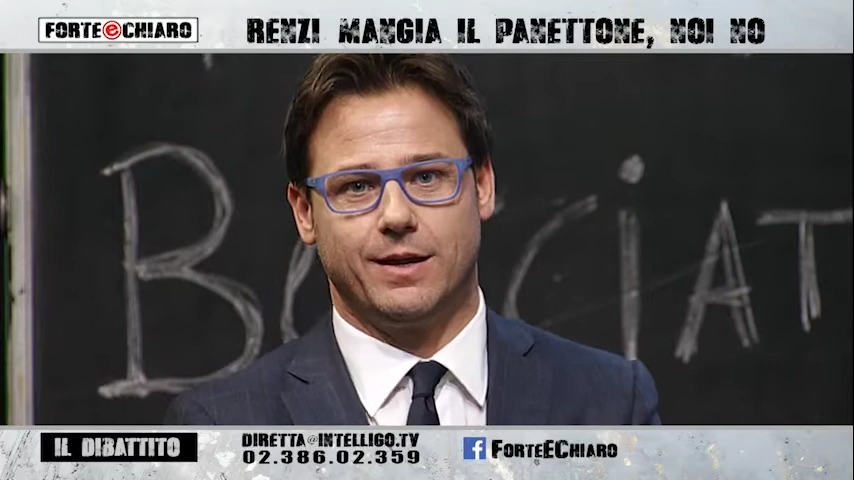 FORTEeCHIARO
RENZI MANGIA IL PANETTONE, NOI NO
IL DIBATTITO
DIRETTA@INTELLIGO.TV
02.386.02.359
FORTEECHIARO